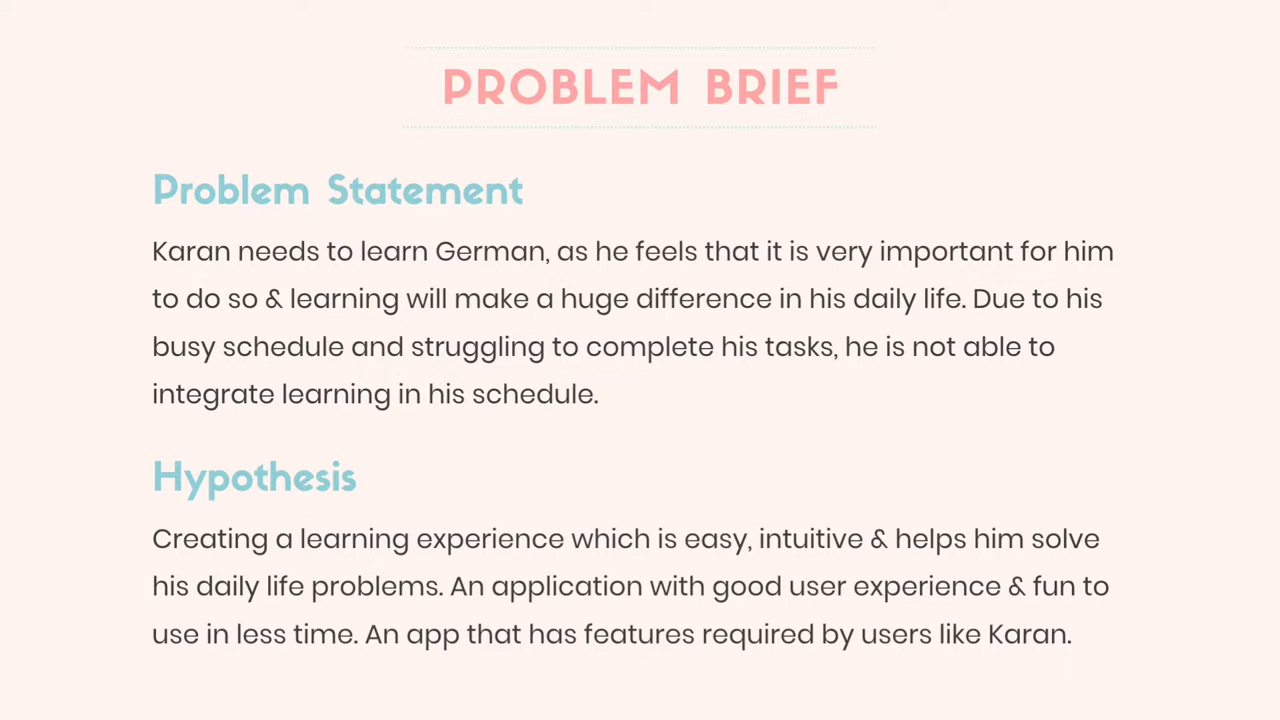 PROBLEM BRIEF
Problem Statement
Karan needs to learn German, as he feels that it is very important for him
to do so & learning will make a huge difference in his daily life. Due to his
busy schedule and struggling to complete his tasks, he is not able to
integrate learning in his schedule.
Hypothesis
Creating a learning experience which is easy, intuitive & helps him solve
his daily life problems. An application with good user experience & fun to
use in less time. An app that has features required by users like Karan.